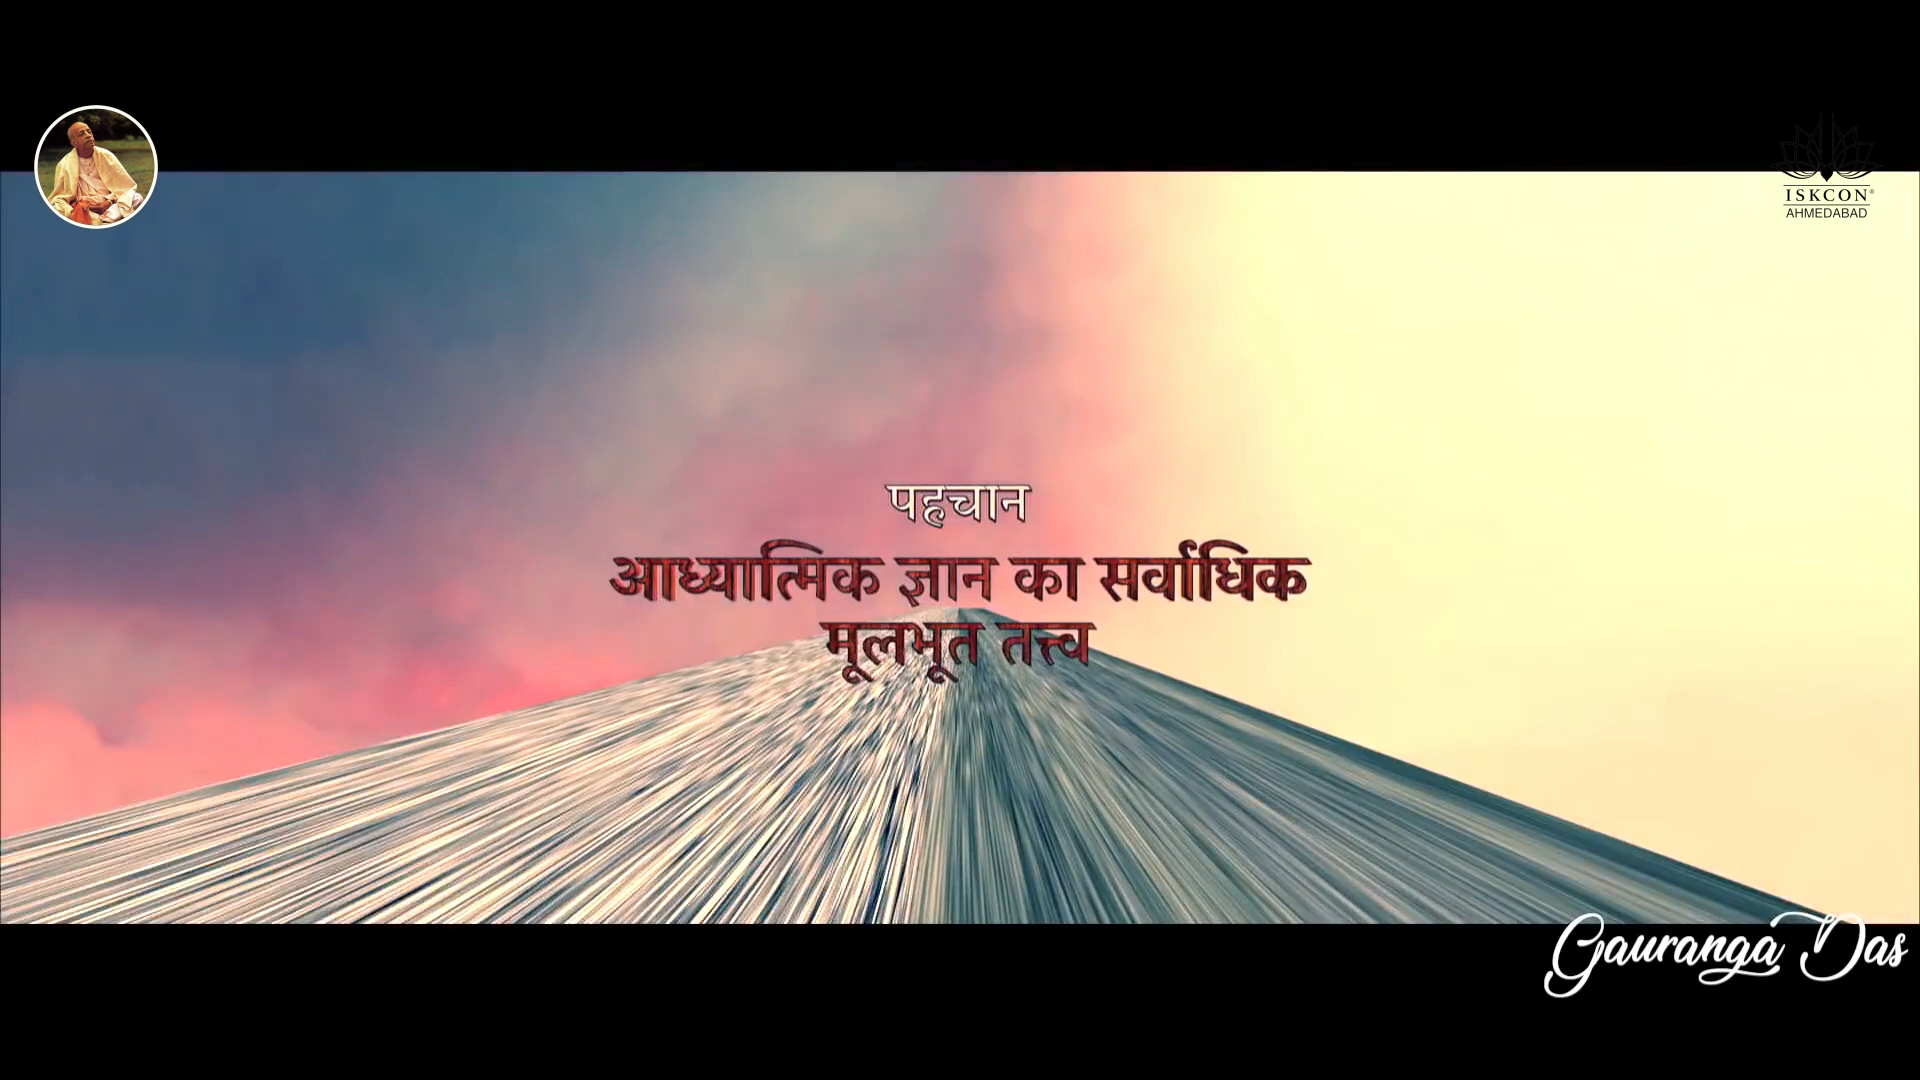 ISKCON®
AHMEDABAD
पहचान
आध्यात्मिक ज्ञान का सर्वाधिक
मूलभूत तत्त्व
Gauranga Das